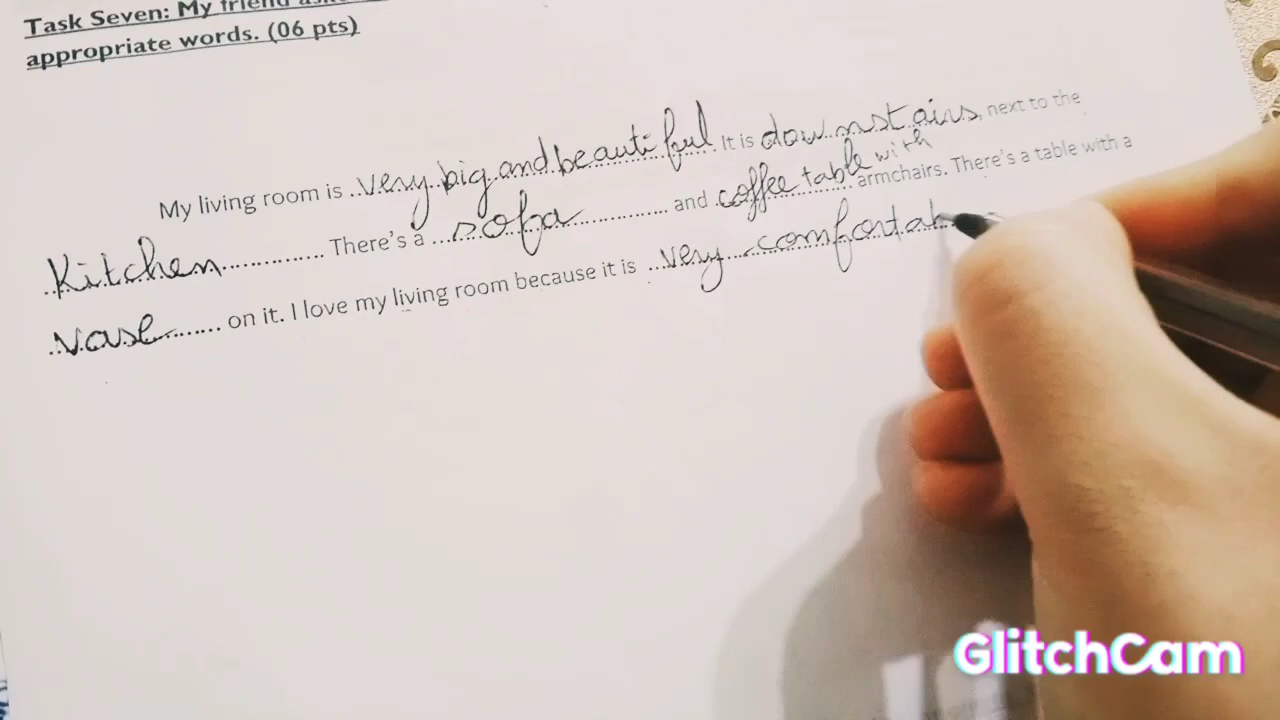 Task Seven: My friend
appropriate words. (06 pts)
My living room is ..very big and beautiful. It is downstairs, next to the
Kitchen.............. There's a ...sofa............... and .coffee table with armchairs. There's a table with a
..vase........ on it. I love my living room because it is ...very ...comfortab
GlitchCam